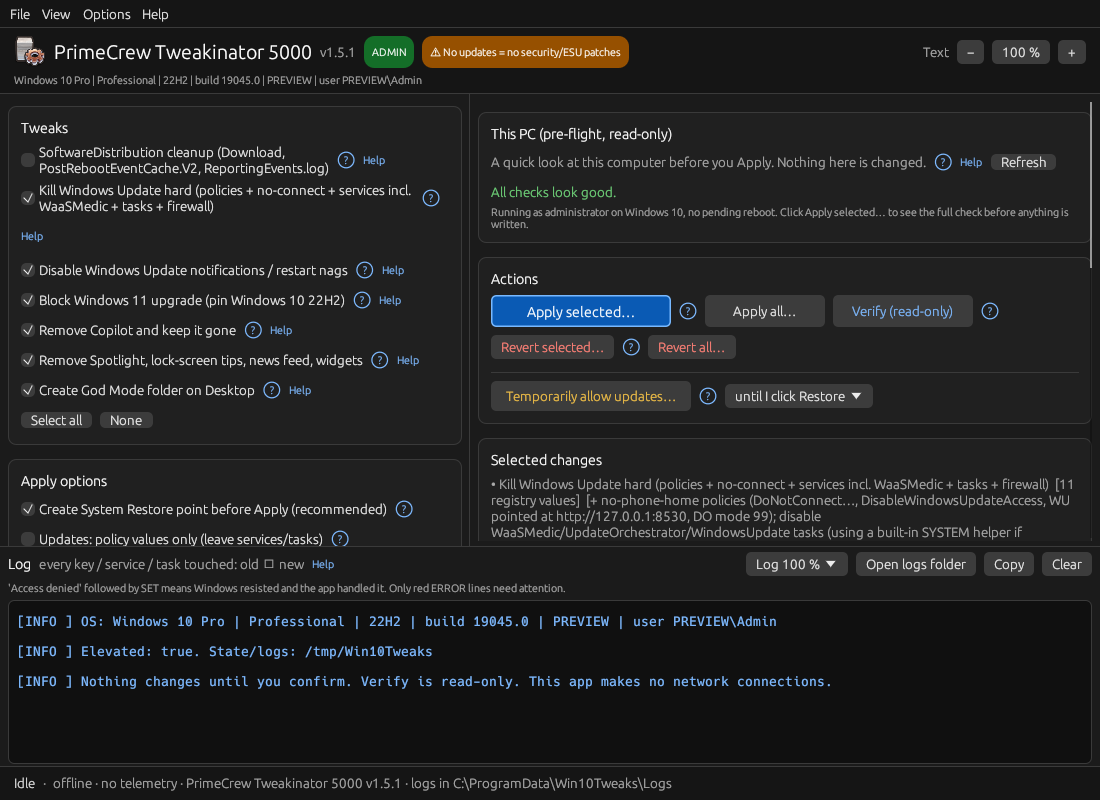 File View Options Help
PrimeCrew Tweakinator 5000 v1.5.1 ADMIN ⚠ No updates = no security/ESU patches Text − 100 % +
Windows 10 Pro | Professional | 22H2 | build 19045.0 | PREVIEW | user PREVIEW\Admin
Tweaks
SoftwareDistribution cleanup (Download,
PostRebootEventCache.V2, ReportingEvents.log) ? Help
Kill Windows Update hard (policies + no-connect + services incl.
WaaSMedic + tasks + firewall) ?
Help
Disable Windows Update notifications / restart nags ? Help
Block Windows 11 upgrade (pin Windows 10 22H2) ? Help
Remove Copilot and keep it gone ? Help
Remove Spotlight, lock-screen tips, news feed, widgets ? Help
Create God Mode folder on Desktop ? Help
Select all None
Apply options
Create System Restore point before Apply (recommended) ?
Updates: policy values only (leave services/tasks) ?
This PC (pre-flight, read-only)
A quick look at this computer before you Apply. Nothing here is changed. ? Help Refresh
All checks look good.
Running as administrator on Windows 10, no pending reboot. Click Apply selected… to see the full check before anything is
written.
Actions
Apply selected… ? Apply all… Verify (read-only) ?
Revert selected… ? Revert all…
Temporarily allow updates… ? until I click Restore
Selected changes
• Kill Windows Update hard (policies + no-connect + services incl. WaaSMedic + tasks + firewall) [11
registry values] [+ no-phone-home policies (DoNotConnect…, DisableWindowsUpdateAccess, WU
pointed at http://127.0.0.1:8530, DO mode 99); disable
WaaSMedic/UpdateOrchestrator/WindowsUpdate tasks (using a built-in SYSTEM helper if
Log every key / service / task touched: old □ new Help Log 100 % Open logs folder Copy Clear
'Access denied' followed by SET means Windows resisted and the app handled it. Only red ERROR lines need attention.
[INFO ] OS: Windows 10 Pro | Professional | 22H2 | build 19045.0 | PREVIEW | user PREVIEW\Admin
[INFO ] Elevated: true. State/logs: /tmp/Win10Tweaks
[INFO ] Nothing changes until you confirm. Verify is read-only. This app makes no network connections.
Idle · offline · no telemetry · PrimeCrew Tweakinator 5000 v1.5.1 · logs in C:\ProgramData\Win10Tweaks\Logs